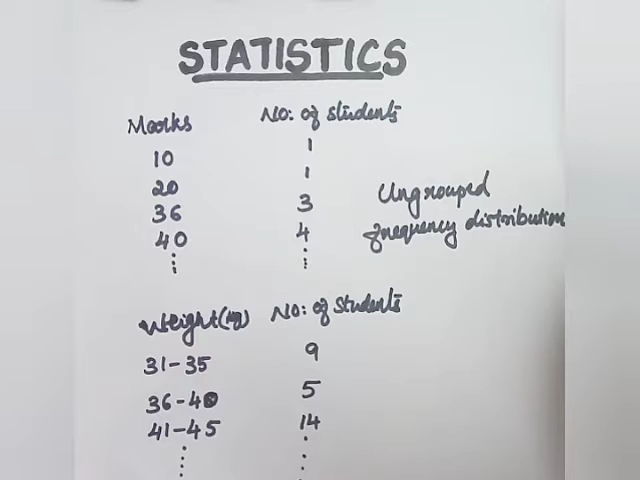 STATISTICS
Marks No: of students
10 1
20 1
36 3
40 4
Ungrouped
frequency distribution
Weight(kg) No: of students
31-35 9
36-40 5
41-45 14